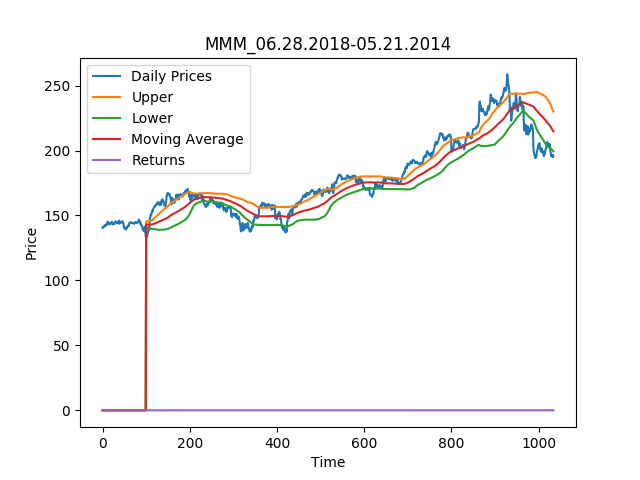 MMM_06.28.2018-05.21.2014
Daily Prices
Upper
Lower
Moving Average
Returns
250
200
150
100
50
0
Price
0 200 400 600 800 1000
Time